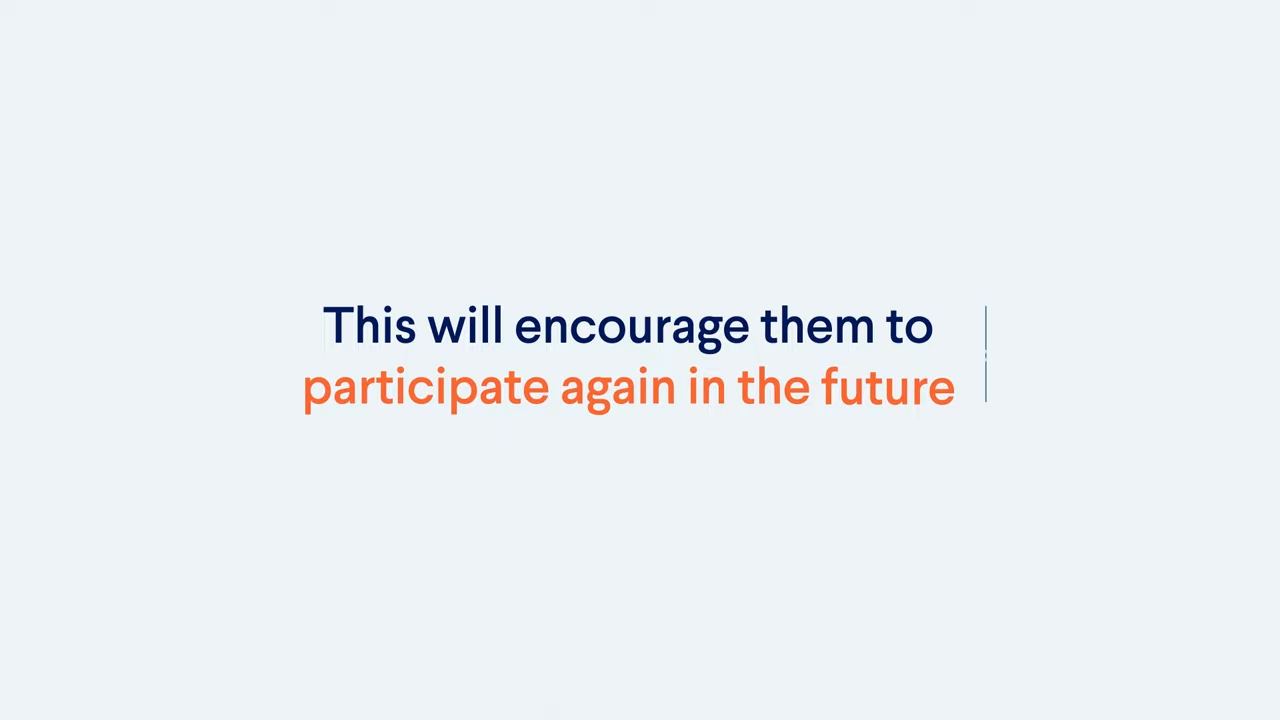 This will encourage them to
participate again in the future